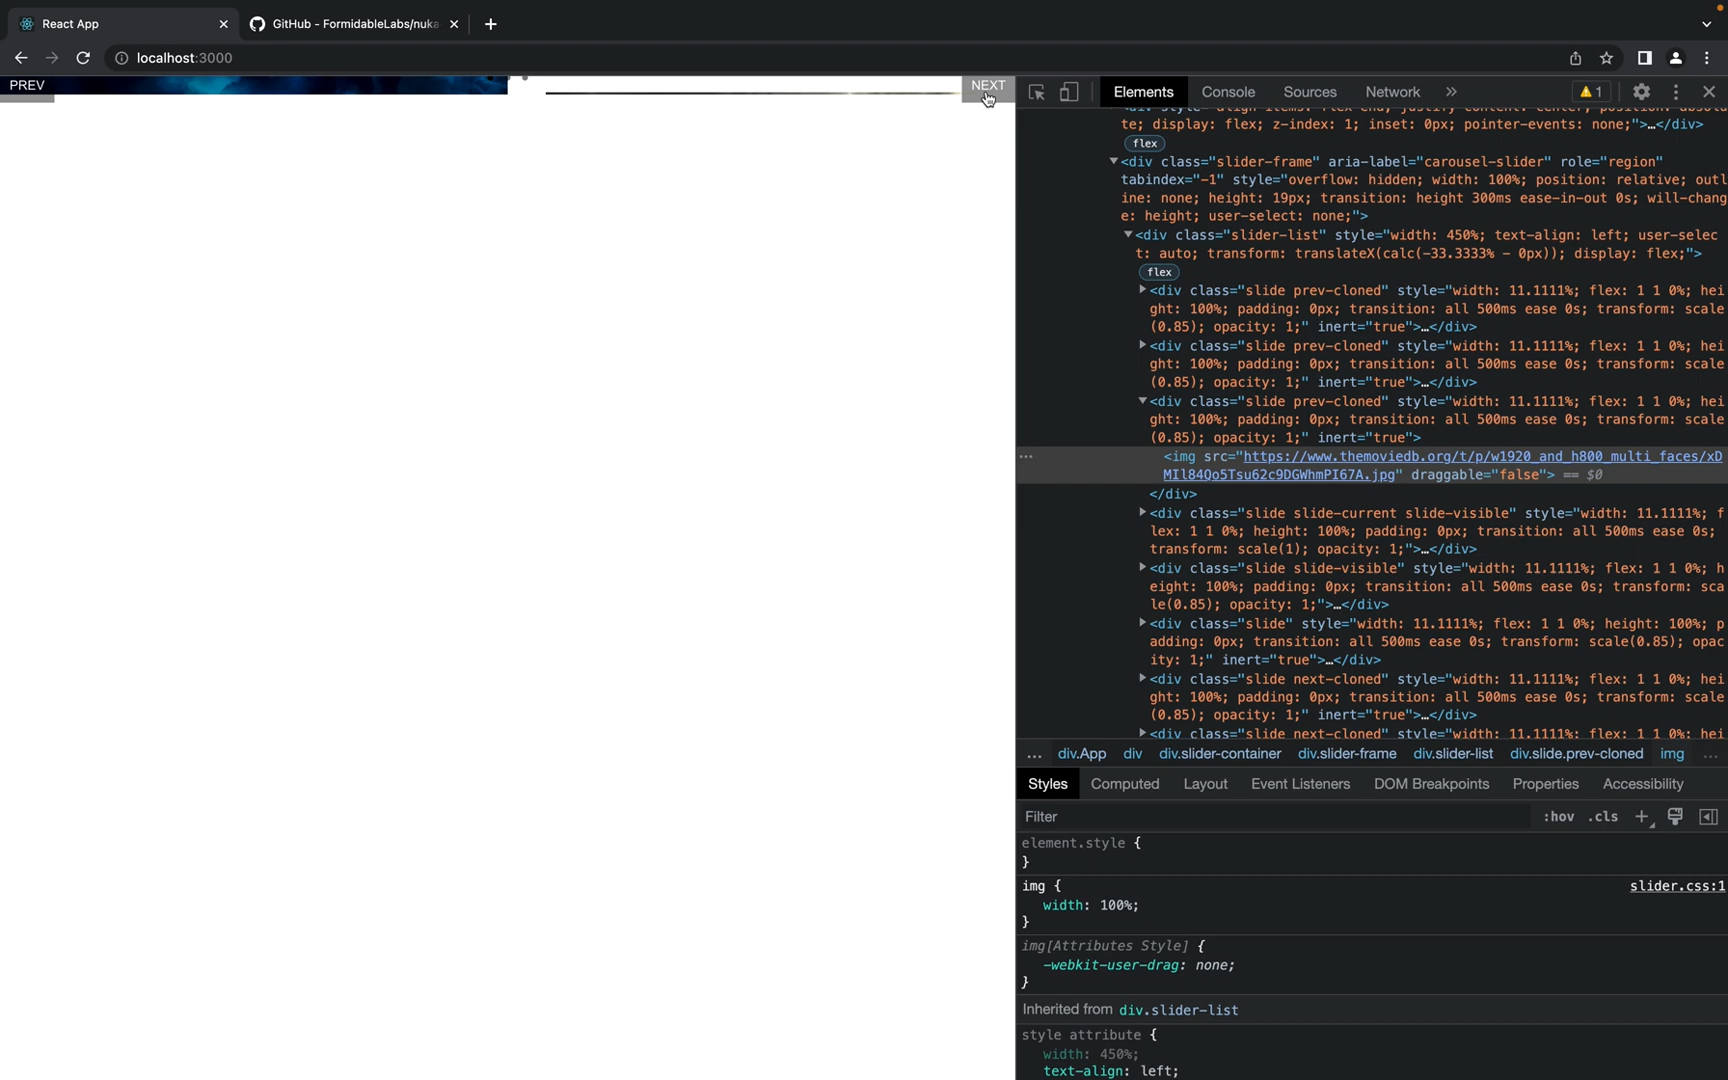 React App
GitHub - FormidableLabs/nuka
localhost:3000
PREV
NEXT
Elements
Console
Sources
Network
1
te; display: flex; z-index: 1; inset: 0px; pointer-events: none;">…</div>
flex
<div class="slider-frame" aria-label="carousel-slider" role="region"
tabindex="-1" style="overflow: hidden; width: 100%; position: relative; outl
ine: none; height: 19px; transition: height 300ms ease-in-out 0s; will-chang
e: height; user-select: none;">
<div class="slider-list" style="width: 450%; text-align: left; user-selec
t: auto; transform: translateX(calc(-33.3333% - 0px)); display: flex;">
flex
<div class="slide prev-cloned" style="width: 11.1111%; flex: 1 1 0%; hei
ght: 100%; padding: 0px; transition: all 500ms ease 0s; transform: scale
(0.85); opacity: 1;" inert="true">…</div>
<div class="slide prev-cloned" style="width: 11.1111%; flex: 1 1 0%; hei
ght: 100%; padding: 0px; transition: all 500ms ease 0s; transform: scale
(0.85); opacity: 1;" inert="true">…</div>
<div class="slide prev-cloned" style="width: 11.1111%; flex: 1 1 0%; hei
ght: 100%; padding: 0px; transition: all 500ms ease 0s; transform: scale
(0.85); opacity: 1;" inert="true">
<img src="https://www.themoviedb.org/t/p/w1920_and_h800_multi_faces/xD
MIl84Qo5Tsu62c9DGWhmPI67A.jpg" draggable="false"> == $0
</div>
<div class="slide slide-current slide-visible" style="width: 11.1111%; f
lex: 1 1 0%; height: 100%; padding: 0px; transition: all 500ms ease 0s;
transform: scale(1); opacity: 1;">…</div>
<div class="slide slide-visible" style="width: 11.1111%; flex: 1 1 0%; h
eight: 100%; padding: 0px; transition: all 500ms ease 0s; transform: sca
le(0.85); opacity: 1;">…</div>
<div class="slide" style="width: 11.1111%; flex: 1 1 0%; height: 100%; p
adding: 0px; transition: all 500ms ease 0s; transform: scale(0.85); opac
ity: 1;" inert="true">…</div>
<div class="slide next-cloned" style="width: 11.1111%; flex: 1 1 0%; hei
ght: 100%; padding: 0px; transition: all 500ms ease 0s; transform: scale
(0.85); opacity: 1;" inert="true">…</div>
<div class="slide next-cloned" style="width: 11.1111%; flex: 1 1 0%; hei
... div.App div div.slider-container div.slider-frame div.slider-list div.slide.prev-cloned img ...
Styles Computed Layout Event Listeners DOM Breakpoints Properties Accessibility
Filter
:hov .cls
element.style {
}
img {
slider.css:1
width: 100%;
}
img[Attributes Style] {
-webkit-user-drag: none;
}
Inherited from div.slider-list
style attribute {
width: 450%;
text-align: left;